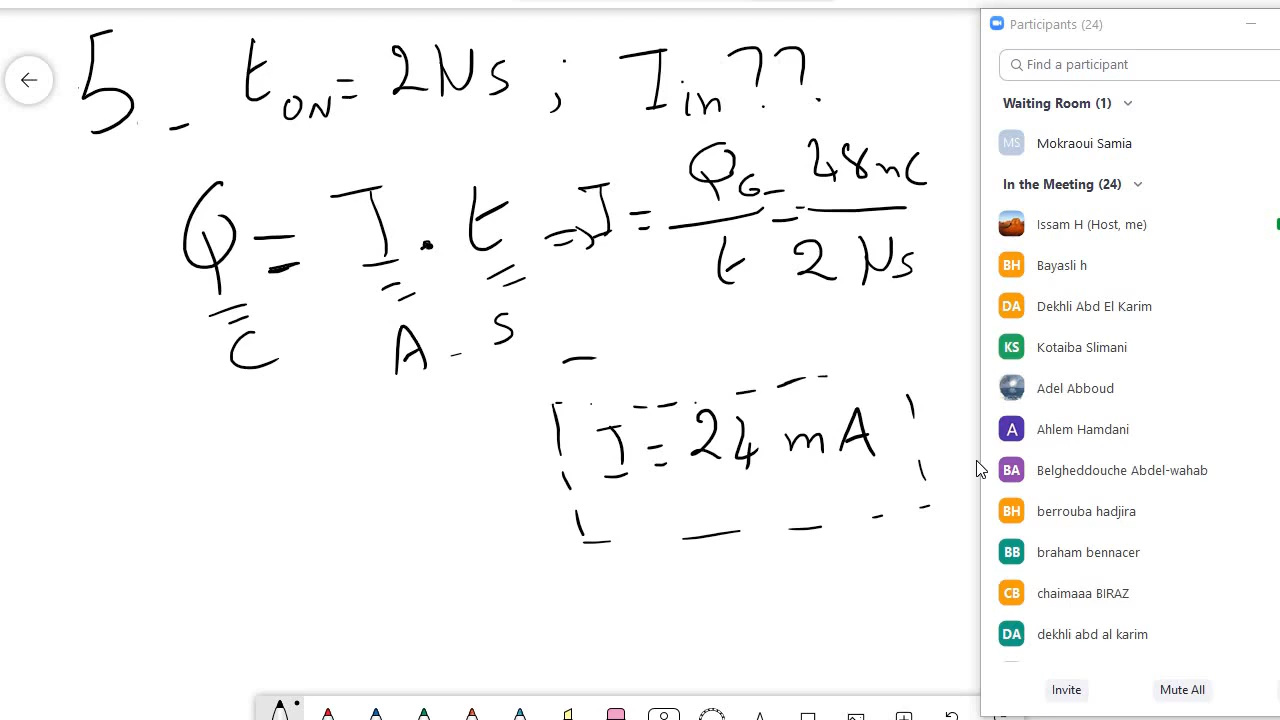 5_ tON = 2Ns ; Iin ??
Q = I . t => I = QG / t = 48nC / 2Ns
C A . s
I = 24 mA
Participants (24)
Find a participant
Waiting Room (1)
MS Mokraoui Samia
In the Meeting (24)
Issam H (Host, me)
BH Bayasli h
DA Dekhli Abd El Karim
KS Kotaiba Slimani
Adel Abboud
A Ahlem Hamdani
BA Belgheddouche Abdel-wahab
BH berrouba hadjira
BB braham bennacer
CB chaimaaa BIRAZ
DA dekhli abd al karim
Invite Mute All